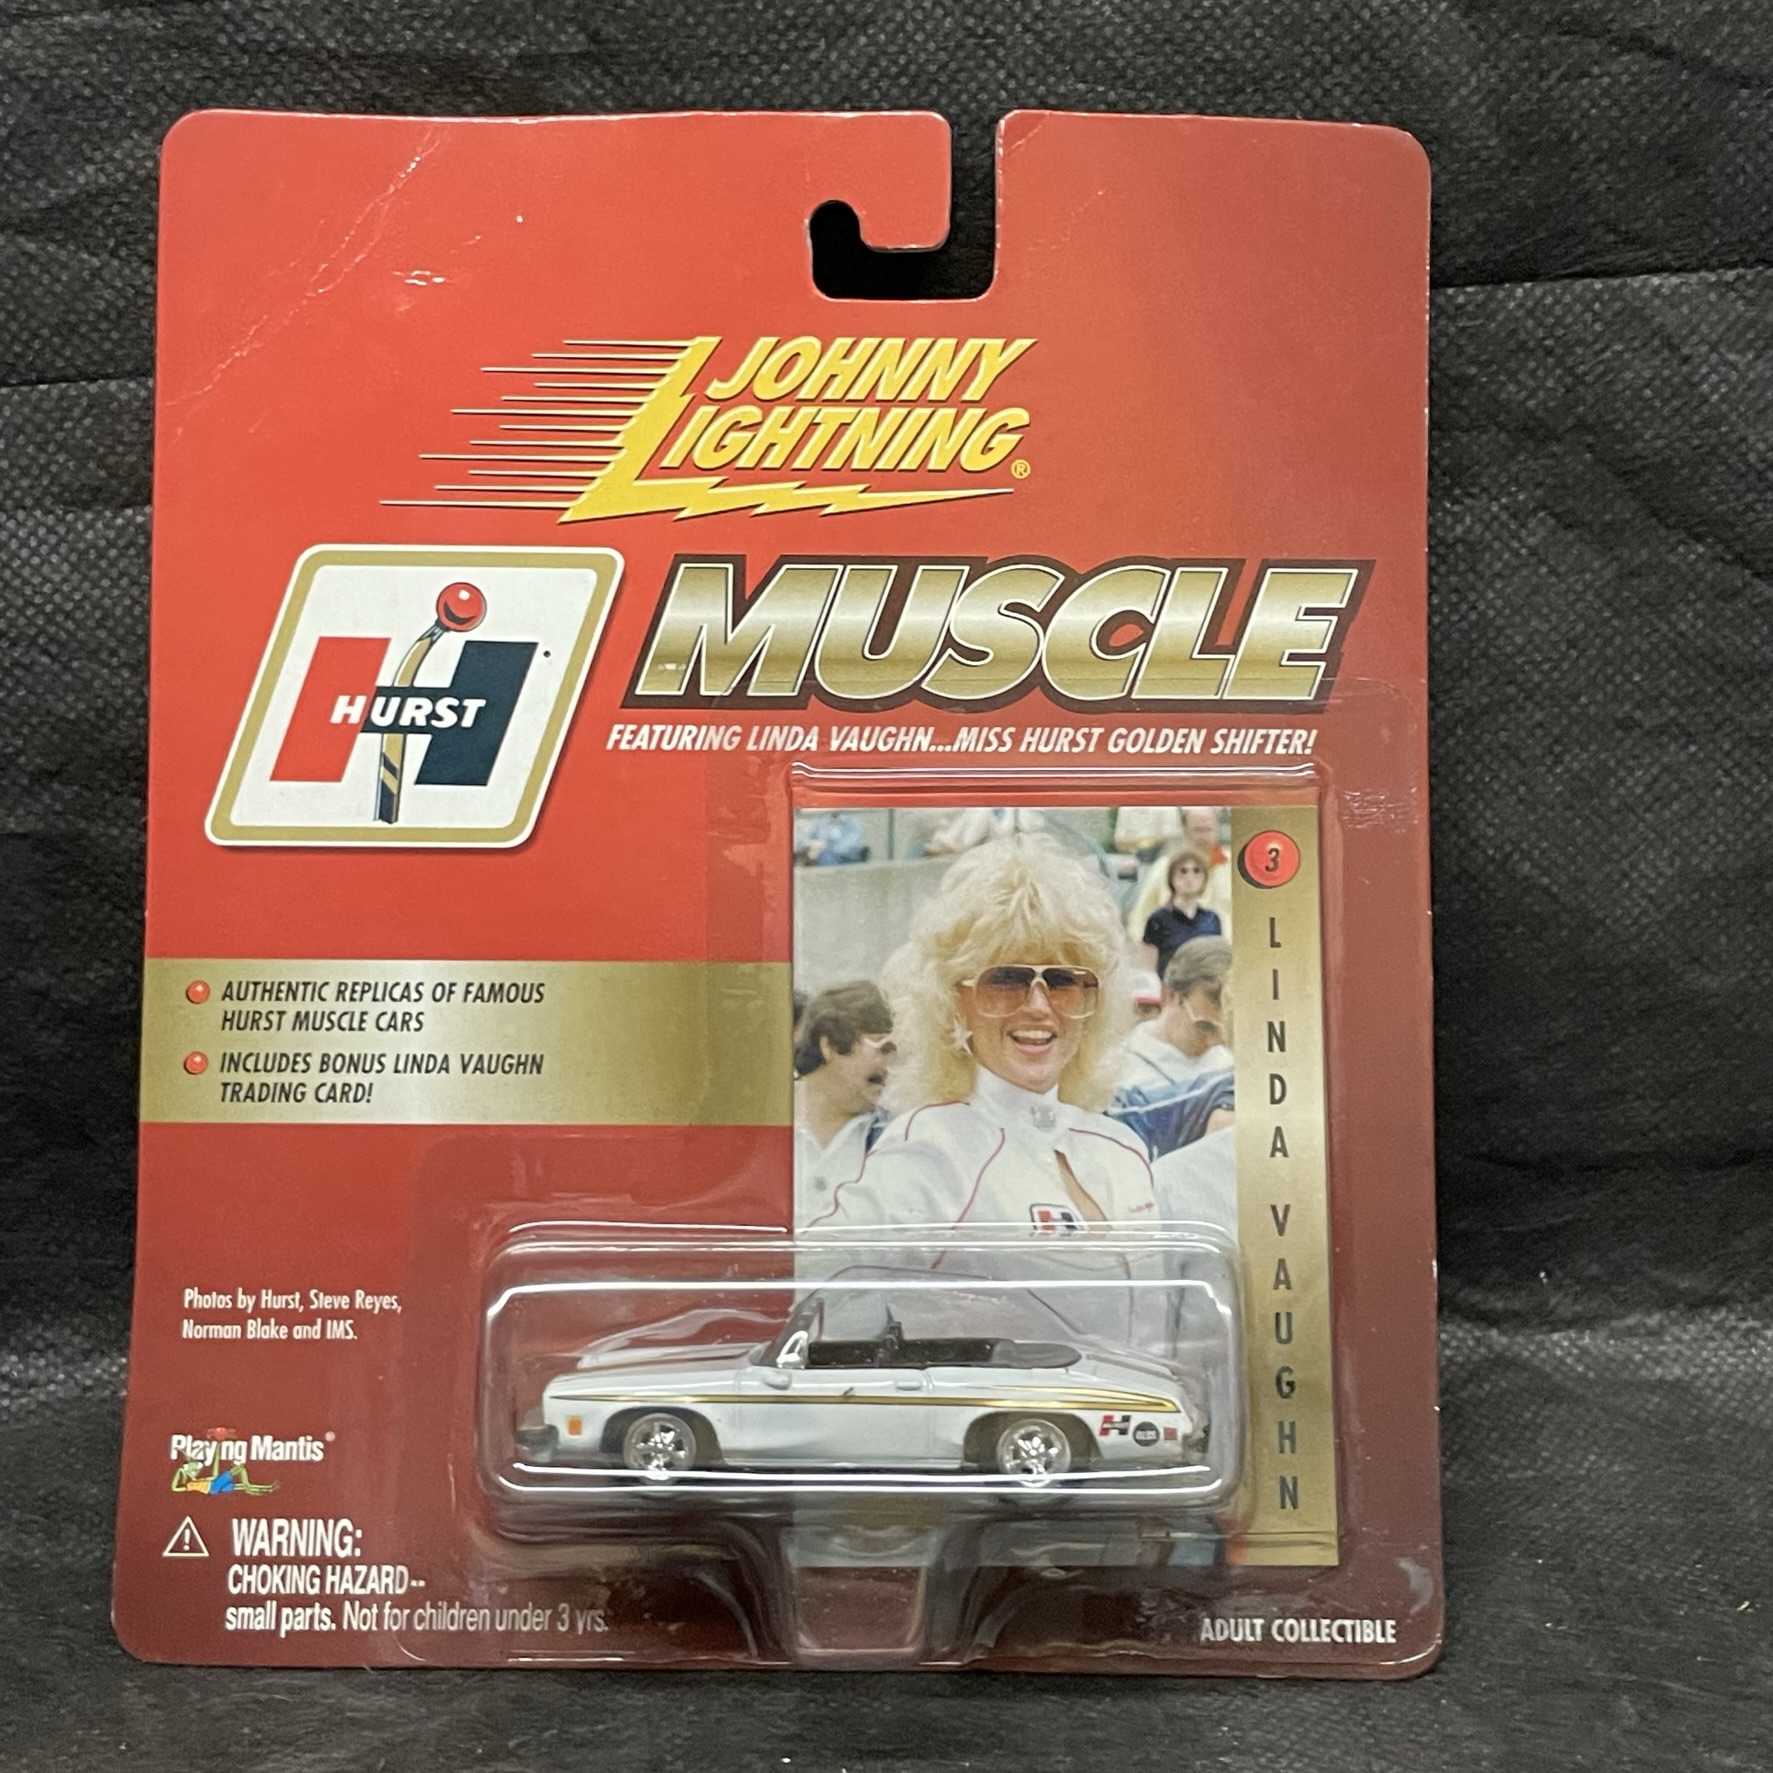 JOHNNY
LIGHTNING®
HURST
MUSCLE
FEATURING LINDA VAUGHN...MISS HURST GOLDEN SHIFTER!
3
LINDA VAUGHN
AUTHENTIC REPLICAS OF FAMOUS
HURST MUSCLE CARS
INCLUDES BONUS LINDA VAUGHN
TRADING CARD!
H
Photos by Hurst, Steve Reyes,
Norman Blake and IMS.
H
OLDS
Playing Mantis®
WARNING:
CHOKING HAZARD--
small parts. Not for children under 3 yrs.
ADULT COLLECTIBLE